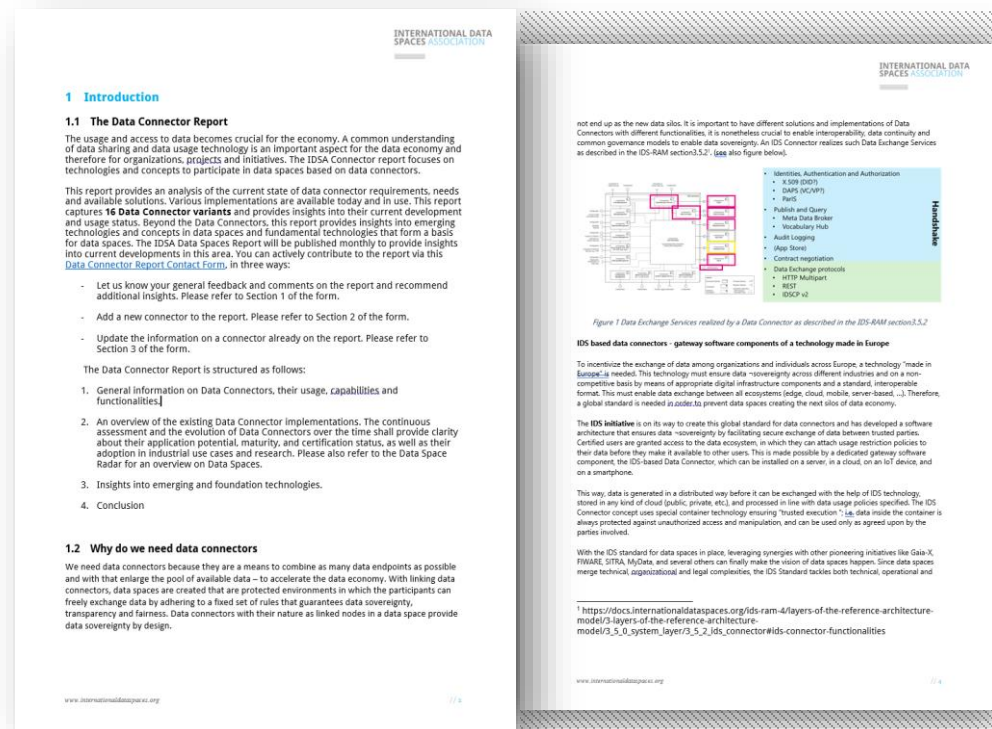 INTERNATIONAL DATA
SPACES ASSOCIATION
1 Introduction
1.1 The Data Connector Report
The usage and access to data becomes crucial for the economy. A common understanding
of data sharing and data usage technology is an important aspect for the data economy and
therefore for organizations, projects and initiatives. The IDSA Connector report focuses on
technologies and concepts to participate in data spaces based on data connectors.
This report provides an analysis of the current state of data connector requirements, needs
and available solutions. Various implementations are available today and in use. This report
captures 16 Data Connector variants and provides insights into their current development
and usage status. Beyond the Data Connectors, this report provides insights into emerging
technologies and concepts in data spaces and fundamental technologies that form a basis
for data spaces. The IDSA Data Spaces Report will be published monthly to provide insights
into current developments in this area. You can actively contribute to the report via this
Data Connector Report Contact Form, in three ways:
- Let us know your general feedback and comments on the report and recommend
additional insights. Please refer to Section 1 of the form.
- Add a new connector to the report. Please refer to Section 2 of the form.
- Update the information on a connector already on the report. Please refer to
Section 3 of the form.
The Data Connector Report is structured as follows:
1. General information on Data Connectors, their usage, capabilities and
functionalities.
2. An overview of the existing Data Connector implementations. The continuous
assessment and the evolution of Data Connectors over the time shall provide clarity
about their application potential, maturity, and certification status, as well as their
adoption in industrial use cases and research. Please also refer to the Data Space
Radar for an overview on Data Spaces.
3. Insights into emerging and foundation technologies.
4. Conclusion
1.2 Why do we need data connectors
We need data connectors because they are a means to combine as many data endpoints as possible
and with that enlarge the pool of available data – to accelerate the data economy. With linking data
connectors, data spaces are created that are protected environments in which the participants can
freely exchange data by adhering to a fixed set of rules that guarantees data sovereignty,
transparency and fairness. Data connectors with their nature as linked nodes in a data space provide
data sovereignty by design.
www.internationaldataspaces.org
INTERNATIONAL DATA
SPACES ASSOCIATION
not end up as the new data silos. It is important to have different solutions and implementations of Data
Connectors with different functionalities, it is nonetheless crucial to enable interoperability, data continuity and
common governance models to enable data sovereignty. An IDS Connector realizes such Data Exchange Services
as described in the IDS-RAM section3.5.2¹. (see also figure below).
• Identities, Authentication and Authorization
• X.509 (DID?)
• DAPS (VC/VP?)
• ParIS
• Publish and Query
• Meta Data Broker
• Vocabulary Hub
• Audit Logging
• (App Store)
• Contract negotiation
Handshake
• Data Exchange protocols
• HTTP Multipart
• REST
• IDSCP v2
Figure 1 Data Exchange Services realized by a Data Connector as described in the IDS-RAM section3.5.2
IDS based data connectors - gateway software components of a technology made in Europe
To incentivize the exchange of data among organizations and individuals across Europe, a technology "made in
Europe" is needed. This technology must ensure data ¬sovereignty across different industries and on a non-
competitive basis by means of appropriate digital infrastructure components and a standard, interoperable
format. This must enable data exchange between all ecosystems (edge, cloud, mobile, server-based, ...). Therefore,
a global standard is needed in order to prevent data spaces creating the next silos of data economy.
The IDS initiative is on its way to create this global standard for data connectors and has developed a software
architecture that ensures data ¬sovereignty by facilitating secure exchange of data between trusted parties.
Certified users are granted access to the data ecosystem, in which they can attach usage restriction policies to
their data before they make it available to other users. This is made possible by a dedicated gateway software
component, the IDS-based Data Connector, which can be installed on a server, in a cloud, on an IoT device, and
on a smartphone.
This way, data is generated in a distributed way before it can be exchanged with the help of IDS technology,
stored in any kind of cloud (public, private, etc.), and processed in line with data usage policies specified. The IDS
Connector concept uses special container technology ensuring "trusted execution "; i.e. data inside the container is
always protected against unauthorized access and manipulation, and can be used only as agreed upon by the
parties involved.
With the IDS standard for data spaces in place, leveraging synergies with other pioneering initiatives like Gaia-X,
FIWARE, SITRA, MyData, and several others can finally make the vision of data spaces happen. Since data spaces
merge technical, organizational and legal complexities, the IDS Standard tackles both technical, operational and
¹ https://docs.internationaldataspaces.org/ids-ram-4/layers-of-the-reference-architecture-
model/3-layers-of-the-reference-architecture-
model/3_5_0_system_layer/3_5_2_ids_connector#ids-connector-functionalities
www.internationaldataspaces.org